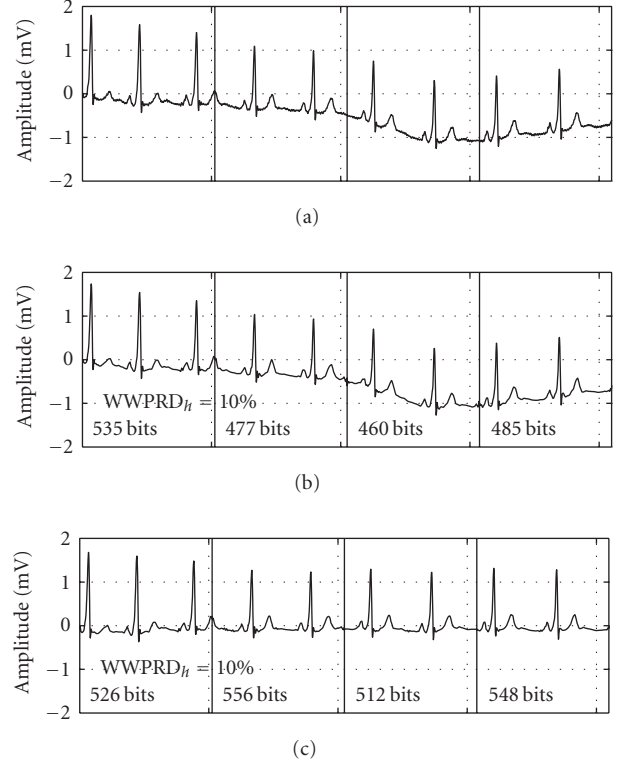 Amplitude (mV)
2
1
0
−1
−2
(a)
Amplitude (mV)
2
1
0
−1
−2
WWPRDₕ = 10%
535 bits
477 bits
460 bits
485 bits
(b)
Amplitude (mV)
2
1
0
−1
−2
WWPRDₕ = 10%
526 bits
556 bits
512 bits
548 bits
(c)